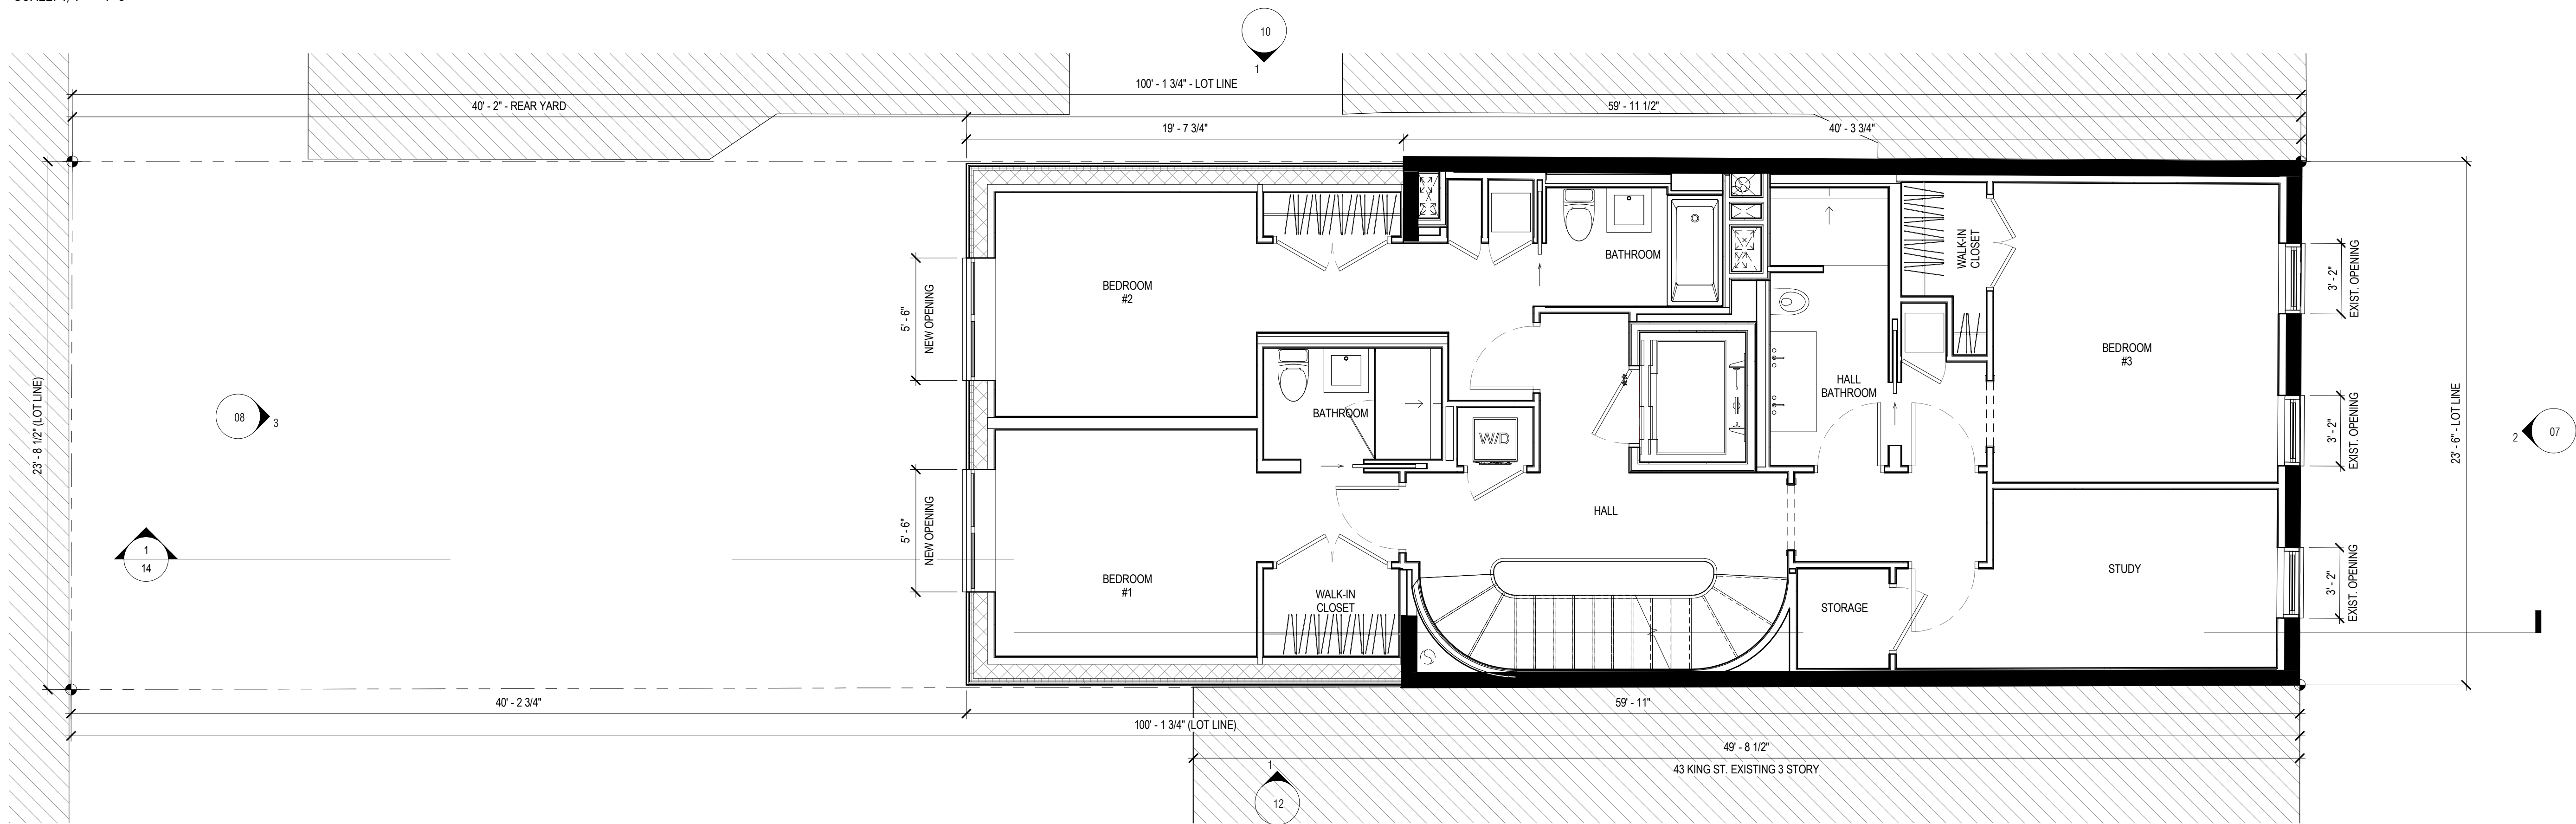 10
1
100' - 1 3/4" - LOT LINE
40' - 2" - REAR YARD
59' - 11 1/2"
19' - 7 3/4"
40' - 3 3/4"
BATHROOM
WALK-IN
CLOSET
3' - 2"
EXIST. OPENING
BEDROOM
#2
5' - 6"
NEW OPENING
BEDROOM
#3
HALL
BATHROOM
23' - 8 1/2" (LOT LINE)
08
3
BATHROOM
W/D
3' - 2"
EXIST. OPENING
23' - 6" - LOT LINE
2
07
HALL
5' - 6"
NEW OPENING
1
14
BEDROOM
#1
WALK-IN
CLOSET
STORAGE
STUDY
3' - 2"
EXIST. OPENING
S
40' - 2 3/4"
59' - 11"
100' - 1 3/4" (LOT LINE)
49' - 8 1/2"
43 KING ST. EXISTING 3 STORY
1
12